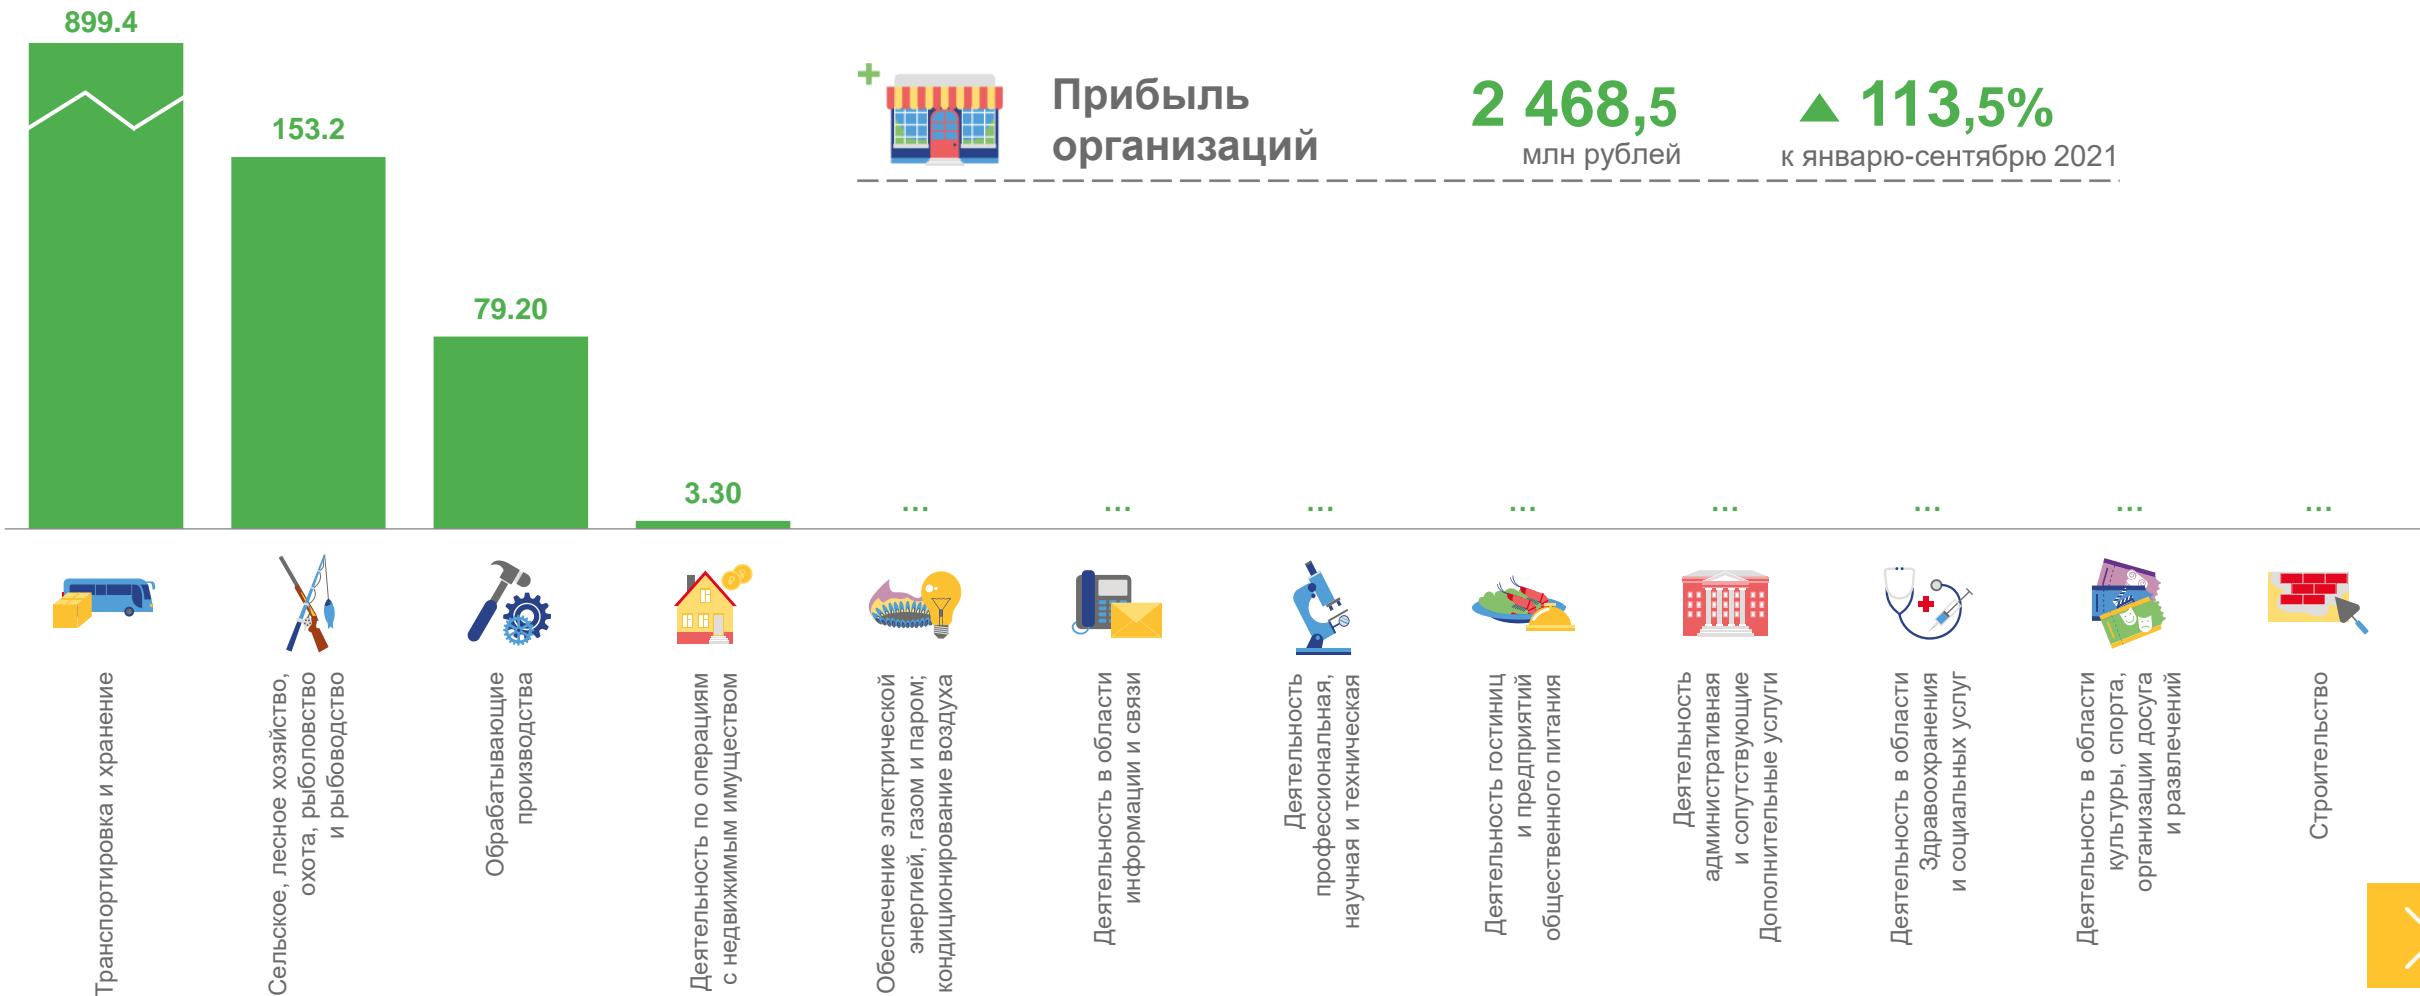 899.4
153.2
79.20
3.30
...
...
...
...
...
...
...
...
Прибыль
организаций
2 468,5
млн рублей
▲ 113,5%
к январю-сентябрю 2021
Транспортировка и хранение
Сельское, лесное хозяйство,
охота, рыболовство
и рыбоводство
Обрабатывающие
производства
Деятельность по операциям
с недвижимым имуществом
Обеспечение электрической
энергией, газом и паром;
кондиционирование воздуха
Деятельность в области
информации и связи
Деятельность
профессиональная,
научная и техническая
Деятельность гостиниц
и предприятий
общественного питания
Деятельность
административная
и сопутствующие
Дополнительные услуги
Деятельность в области
Здравоохранения
и социальных услуг
Деятельность в области
культуры, спорта,
организации досуга
и развлечений
Строительство